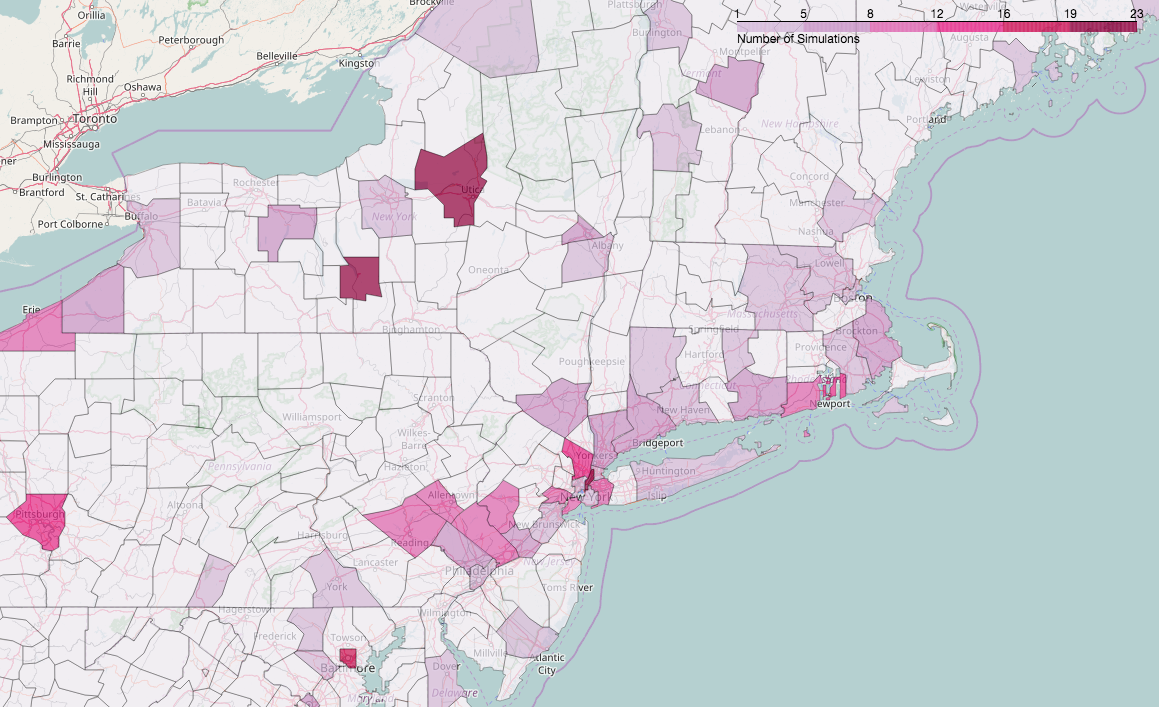 Brockville
Plattsburgh
Waterville
Orillia
1 5 8 12 16 19 23
Burlington
Number of Simulations
Augusta
Barrie
Peterborough
Montpelier
Belleville
Kingston
Vermont
Lewiston
Richmond
Hill
Oshawa
Brampton
Toronto
Portland
Lebanon
New Hampshire
Mississauga
Burlington
Concord
Brantford
St. Catharines
Rochester
Utica
Batavia
Manchester
Port Colborne
Buffalo
New York
Nashua
Albany
Oneonta
Lowell
Boston
Erie
Massachusetts
Binghamton
Springfield
Brockton
Providence
Hartford
Poughkeepsie
Rhode Island
Connecticut
Scranton
Newport
New Haven
Williamsport
Wilkes-
Barre
Bridgeport
Yonkers
Hazleton
Pennsylvania
Huntington
Allentown
Islip
New York
Altoona
Pittsburgh
New Brunswick
Harrisburg
Reading
Lancaster
New Jersey
Philadelphia
York
Toms River
Hagerstown
Wilmington
Frederick
Towson
Millville
Atlantic
City
Baltimore
Dover
Delaware
Maryland